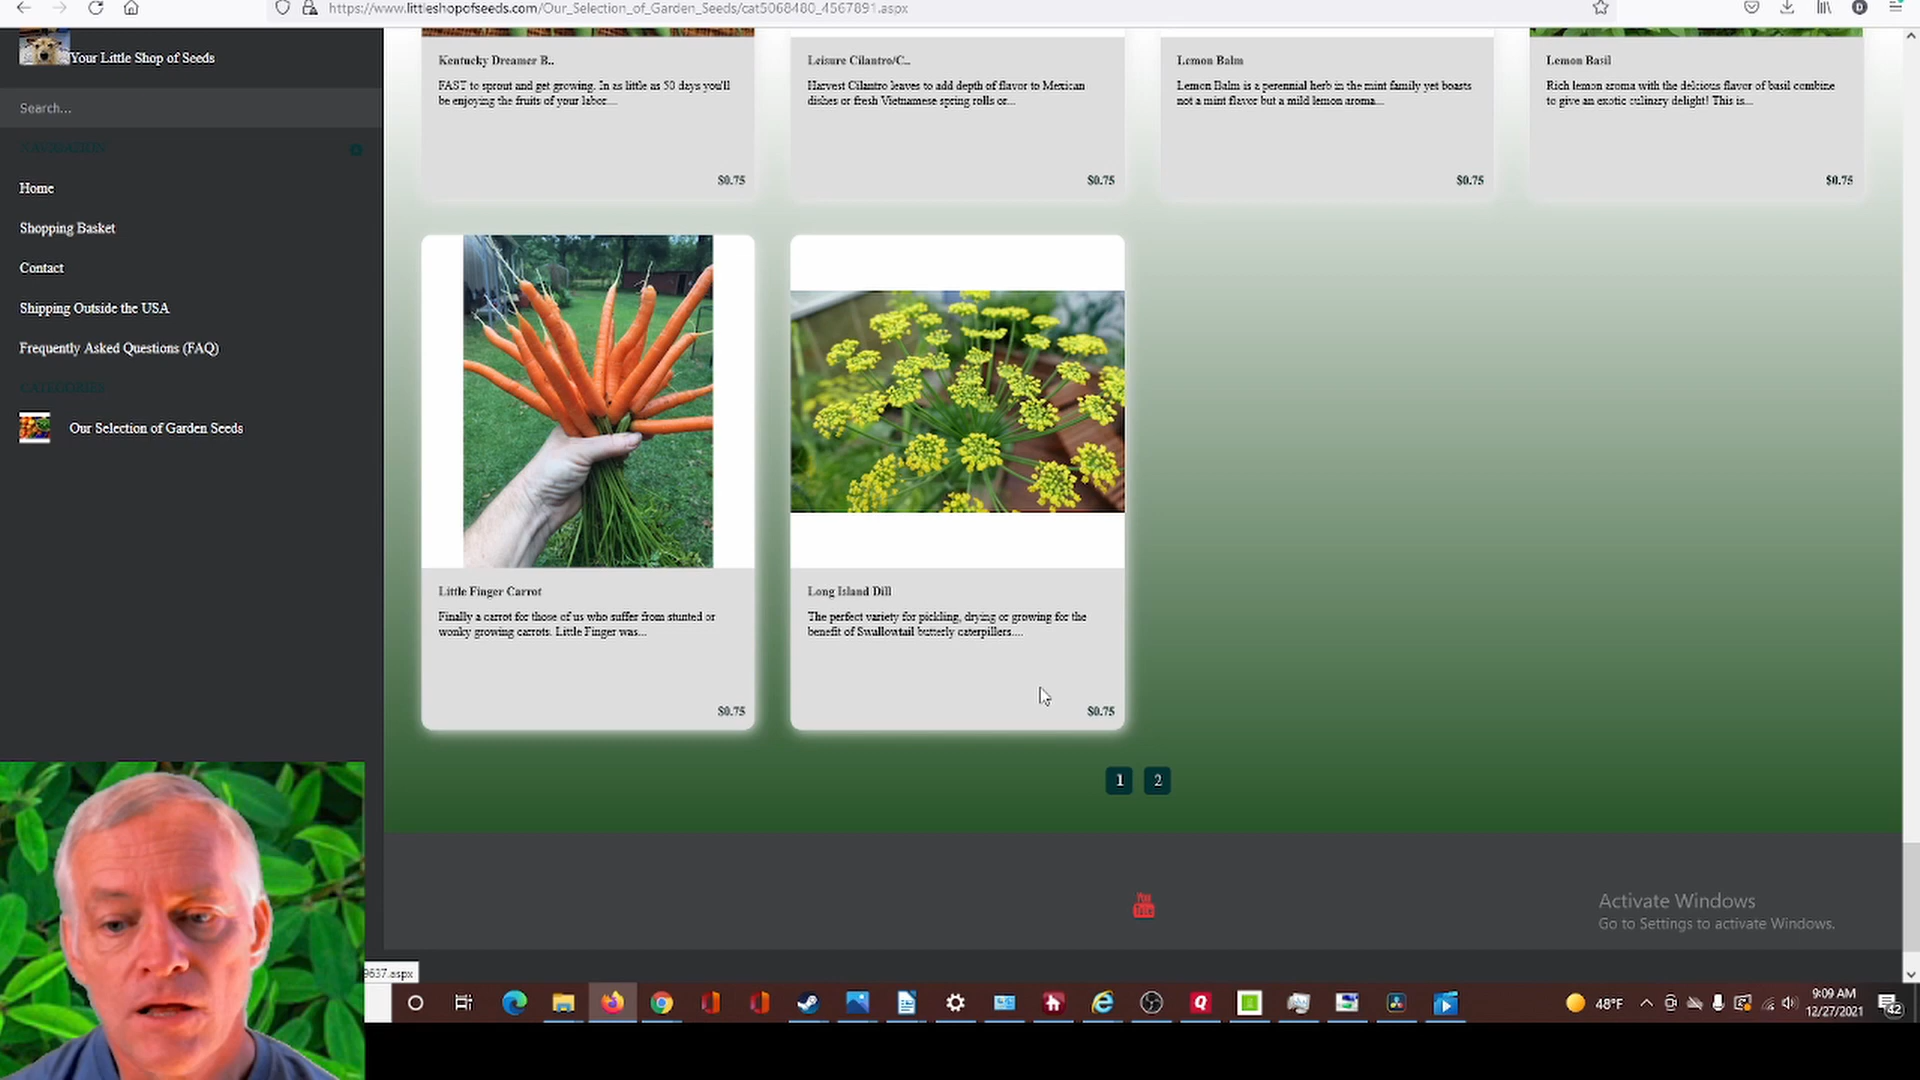 https://www.littleshopofseeds.com/Our_Selection_of_Garden_Seeds/cat5068480_4567891.aspx
Your Little Shop of Seeds
Search...
NAVIGATION
Home
Shopping Basket
Contact
Shipping Outside the USA
Frequently Asked Questions (FAQ)
CATEGORIES
Our Selection of Garden Seeds
Kentucky Dreamer B..
FAST to sprout and get growing. In as little as 50 days you'll
be enjoying the fruits of your labor....
$0.75
Leisure Cilantro/C...
Harvest Cilantro leaves to add depth of flavor to Mexican
dishes or fresh Vietnamese spring rolls or...
$0.75
Lemon Balm
Lemon Balm is a perennial herb in the mint family yet boasts
not a mint flavor but a mild lemon aroma...
$0.75
Lemon Basil
Rich lemon aroma with the delicious flavor of basil combine
to give an exotic culinary delight! This is...
$0.75
Little Finger Carrot
Finally a carrot for those of us who suffer from stunted or
wonky growing carrots. Little Finger was...
$0.75
Long Island Dill
The perfect variety for pickling, drying or growing for the
benefit of Swallowtail butterly caterpillers....
$0.75
1 2
You
Tube
Activate Windows
Go to Settings to activate Windows.
9637.aspx
48°F
9:09 AM
12/27/2021
42